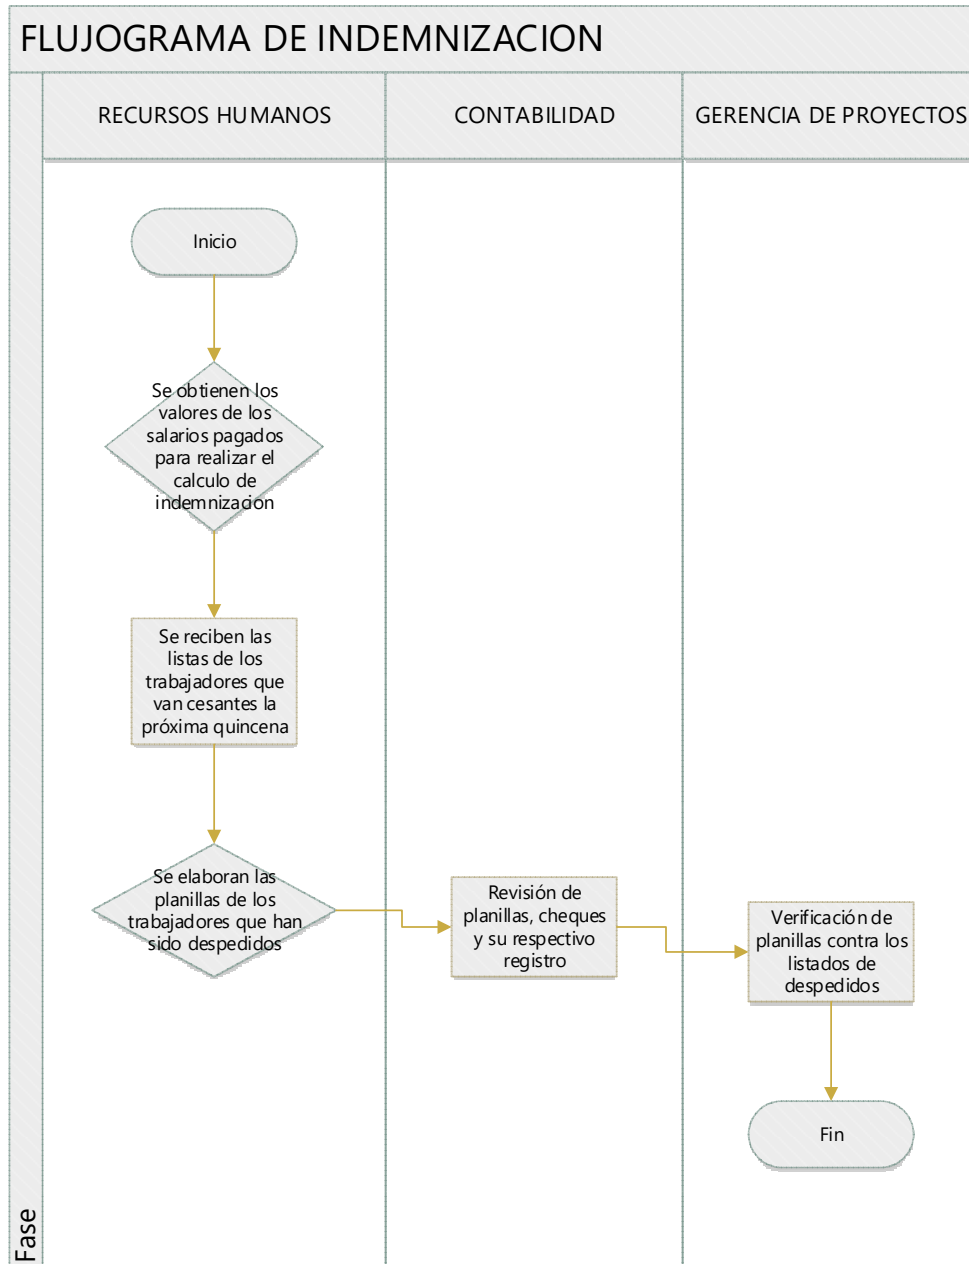 FLUJOGRAMA DE INDEMNIZACION
RECURSOS HUMANOS
CONTABILIDAD
GERENCIA DE PROYECTOS
Inicio
Se obtienen los
valores de los
salarios pagados
para realizar el
calculo de
indemnizacion
Se reciben las
listas de los
trabajadores que
van cesantes la
próxima quincena
Se elaboran las
planillas de los
trabajadores que han
sido despedidos
Revisión de
planillas, cheques
y su respectivo
registro
Verificación de
planillas contra los
listados de
despedidos
Fin
Fase